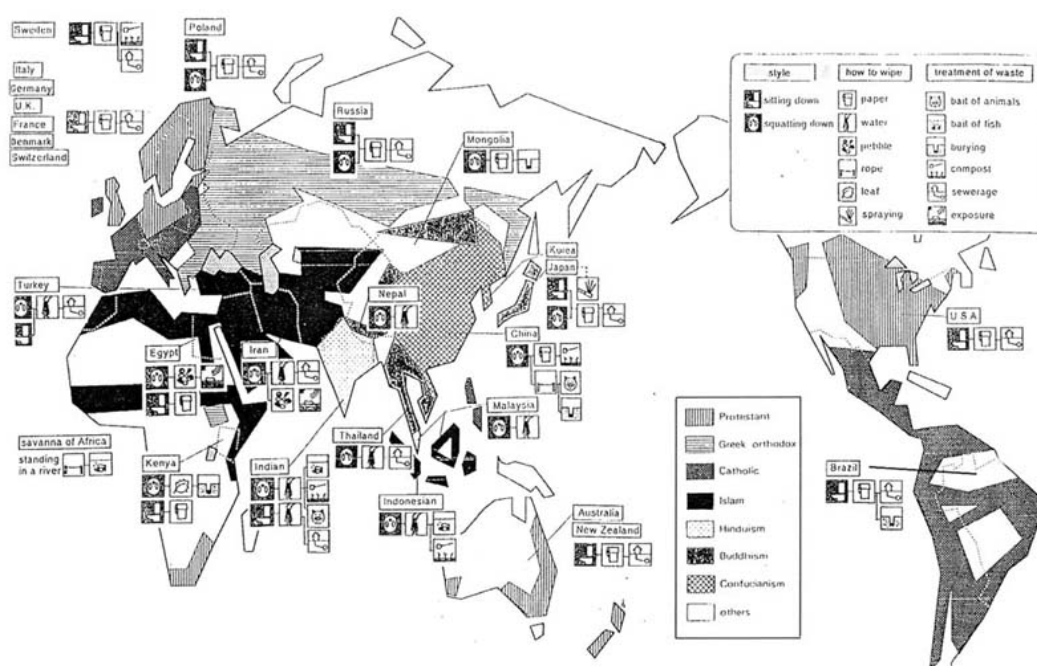 Sweden
Poland
Italy
Germany
U.K.
France
Denmark
Switzerland
Russia
Mongolia
style
how to wipe
treatment of waste
sitting down
squatting down
paper
water
pebble
rope
leaf
spraying
bait of animals
bait of fish
burying
compost
sewerage
exposure
Turkey
Korea
Japan
Nepal
China
Egypt
Iran
USA
Malaysia
savanna of Africa
standing
in a river
Kenya
Indian
Thailand
Indonesian
Australia
New Zealand
Brazil
Protestant
Greek orthodox
Catholic
Islam
Hinduism
Buddhism
Confucianism
others